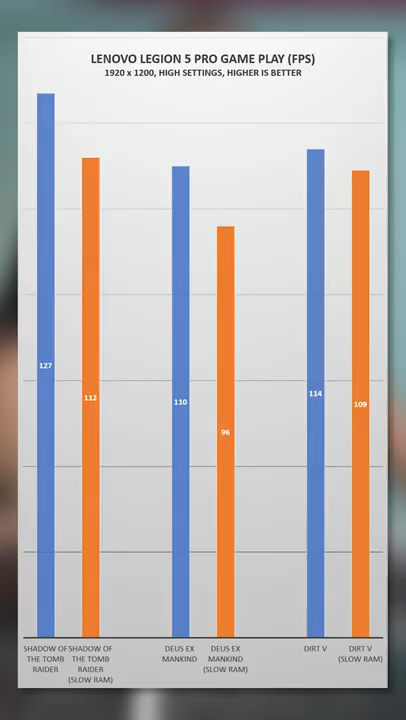 LENOVO LEGION 5 PRO GAME PLAY (FPS)
1920 x 1200, HIGH SETTINGS, HIGHER IS BETTER
127
112
110
96
114
109
SHADOW OF
THE TOMB
RAIDER
SHADOW OF
THE TOMB
RAIDER
(SLOW RAM)
DEUS EX
MANKIND
DEUS EX
MANKIND
(SLOW RAM)
DIRT V
DIRT V
(SLOW RAM)